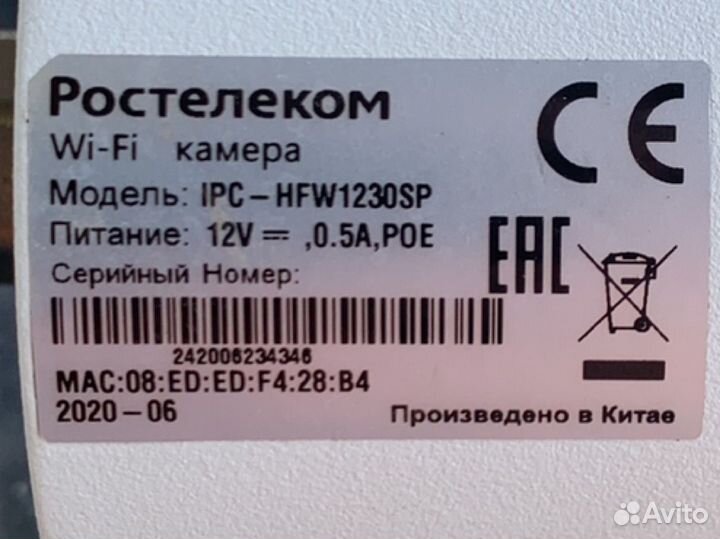 Ростелеком
Wi-Fi камера
Модель: IPC-HFW1230SP
Питание: 12V ⎓ ,0.5A,POE
Серийный Номер:
242006234346
MAC:08:ED:ED:F4:28:B4
2020-06
CE
EAC
Произведено в Китае
Avito